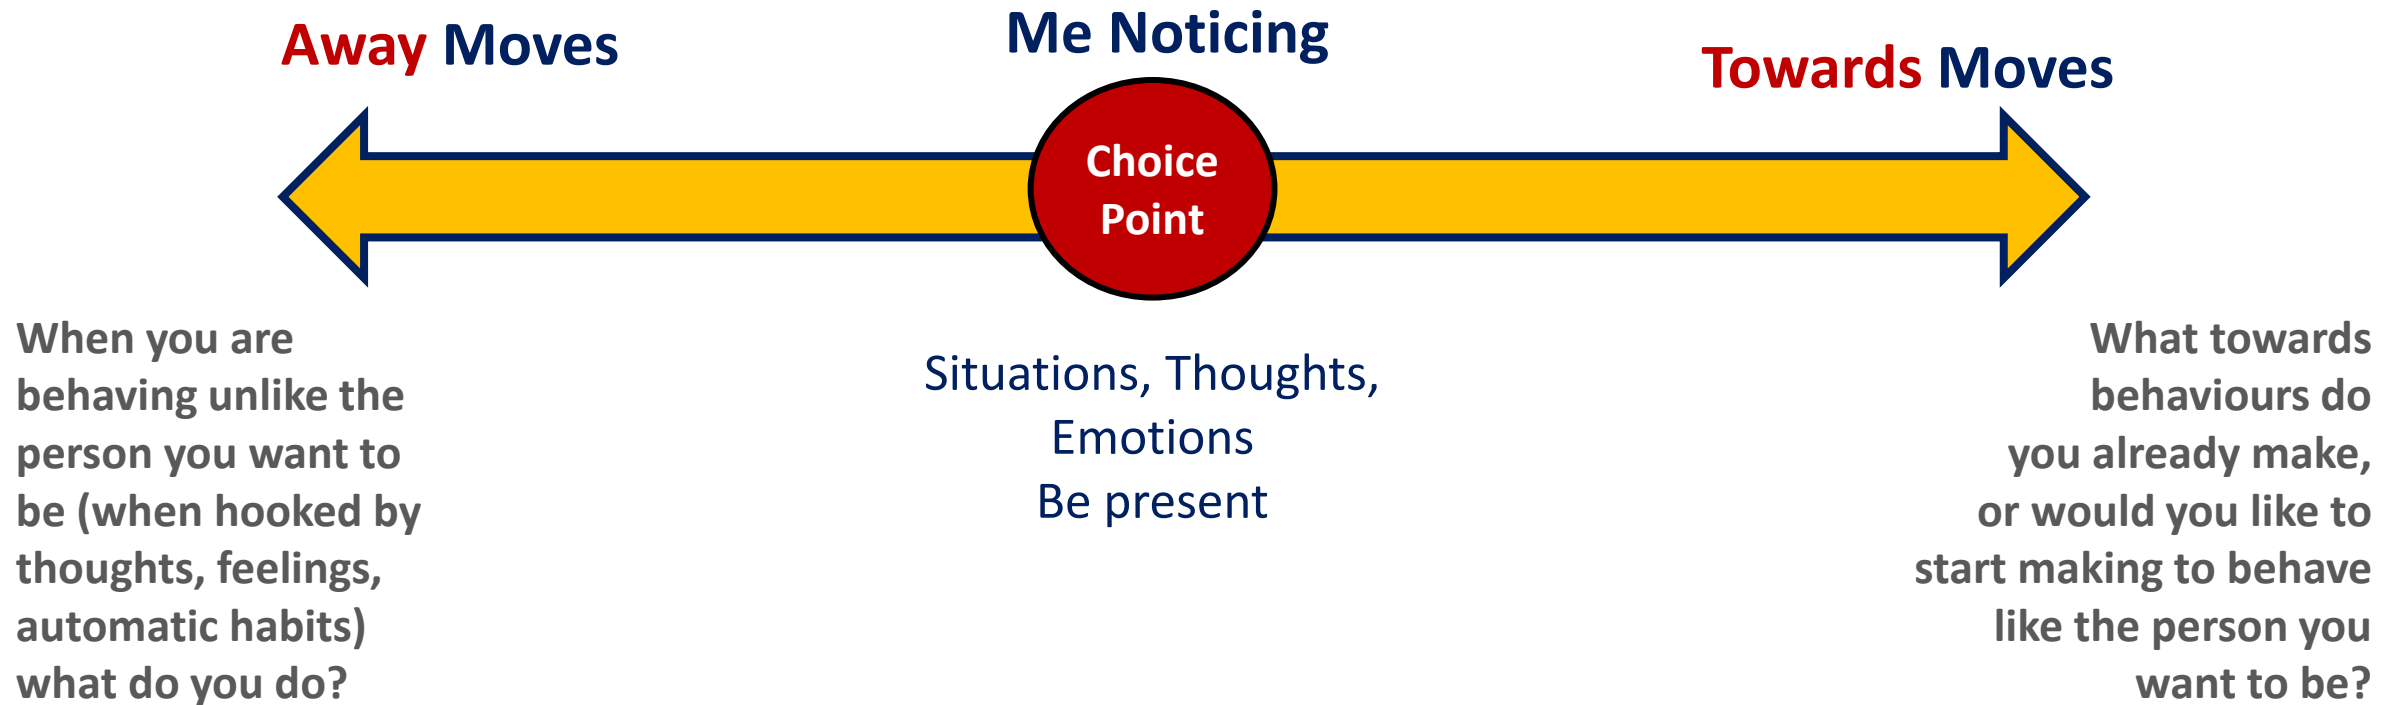 Away Moves
Me Noticing
Towards Moves
Choice
Point
When you are
behaving unlike the
person you want to
be (when hooked by
thoughts, feelings,
automatic habits)
what do you do?
Situations, Thoughts,
Emotions
Be present
What towards
behaviours do
you already make,
or would you like to
start making to behave
like the person you
want to be?